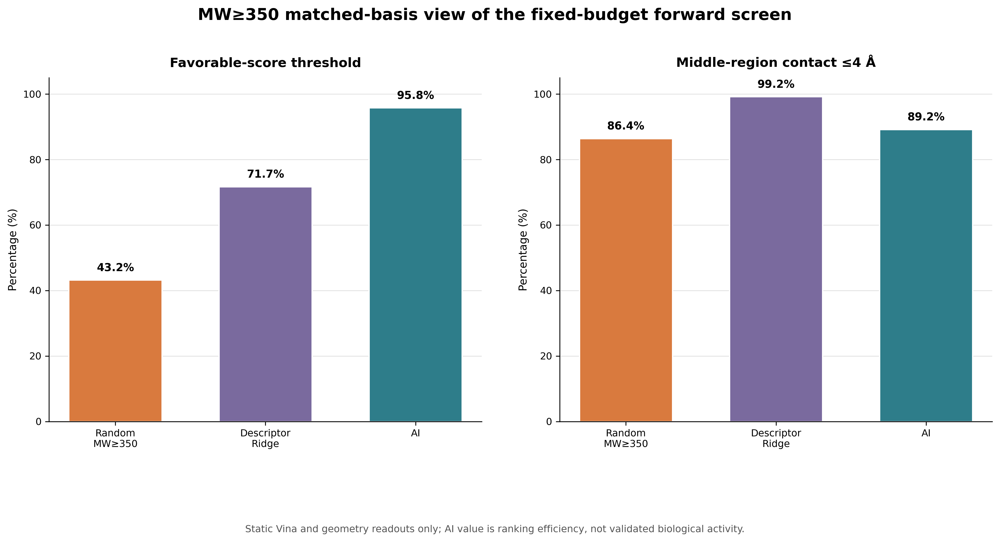 MW≥350 matched-basis view of the fixed-budget forward screen
Favorable-score threshold
Percentage (%)
100
80
60
40
20
0
43.2%
71.7%
95.8%
Random
MW≥350
Descriptor
Ridge
AI
Middle-region contact ≤4 Å
Percentage (%)
100
80
60
40
20
0
86.4%
99.2%
89.2%
Random
MW≥350
Descriptor
Ridge
AI
Static Vina and geometry readouts only; AI value is ranking efficiency, not validated biological activity.